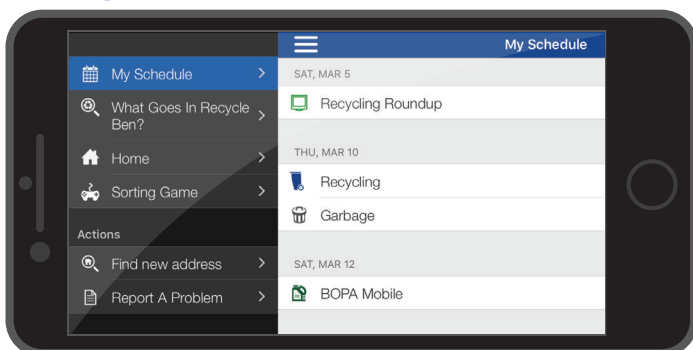 My Schedule
My Schedule
What Goes In Recycle
Ben?
Home
Sorting Game
Actions
Find new address
Report A Problem
SAT, MAR 5
Recycling Roundup
THU, MAR 10
Recycling
Garbage
SAT, MAR 12
BOPA Mobile